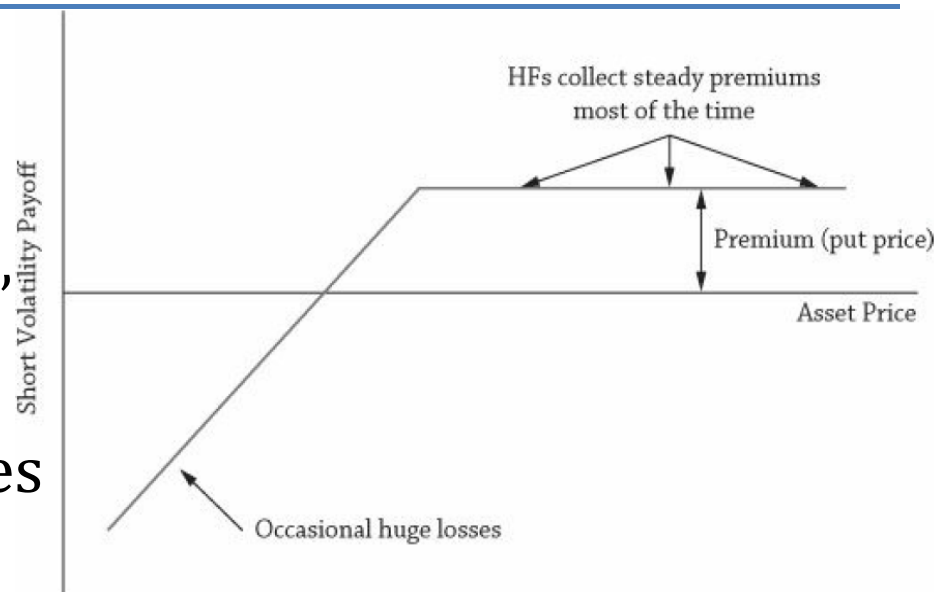 HFs collect steady premiums
most of the time
Short Volatility Payoff
,
Premium (put price)
Asset Price
es
Occasional huge losses